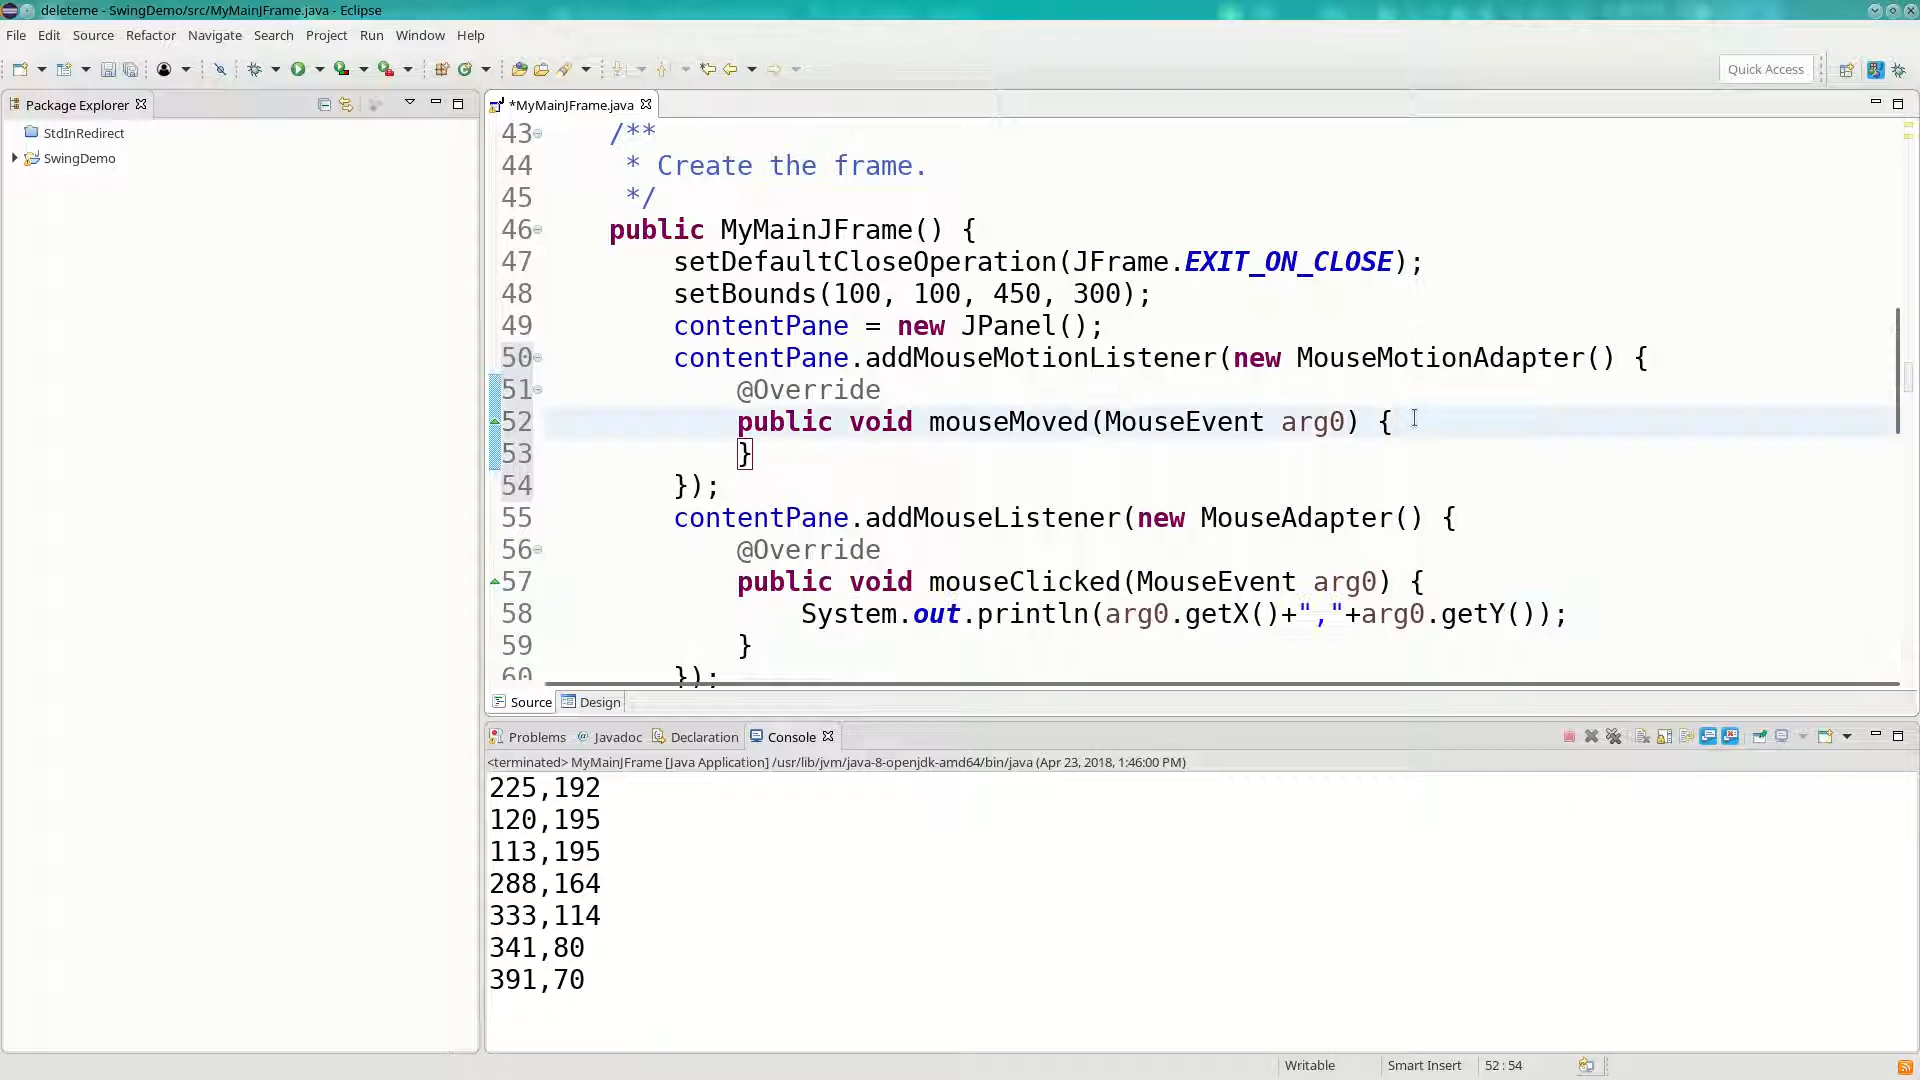 deleteme - SwingDemo/src/MyMainJFrame.java - Eclipse
File Edit Source Refactor Navigate Search Project Run Window Help
Quick Access
Package Explorer
StdInRedirect
SwingDemo
*MyMainJFrame.java
43 /**
44 * Create the frame.
45 */
46 public MyMainJFrame() {
47 setDefaultCloseOperation(JFrame.EXIT_ON_CLOSE);
48 setBounds(100, 100, 450, 300);
49 contentPane = new JPanel();
50 contentPane.addMouseMotionListener(new MouseMotionAdapter() {
51 @Override
52 public void mouseMoved(MouseEvent arg0) {
53 }
54 });
55 contentPane.addMouseListener(new MouseAdapter() {
56 @Override
57 public void mouseClicked(MouseEvent arg0) {
58 System.out.println(arg0.getX()+","+arg0.getY());
59 }
60 });
Source Design
Problems @ Javadoc Declaration Console
<terminated> MyMainJFrame [Java Application] /usr/lib/jvm/java-8-openjdk-amd64/bin/java (Apr 23, 2018, 1:46:00 PM)
225,192
120,195
113,195
288,164
333,114
341,80
391,70
Writable Smart Insert 52 : 54